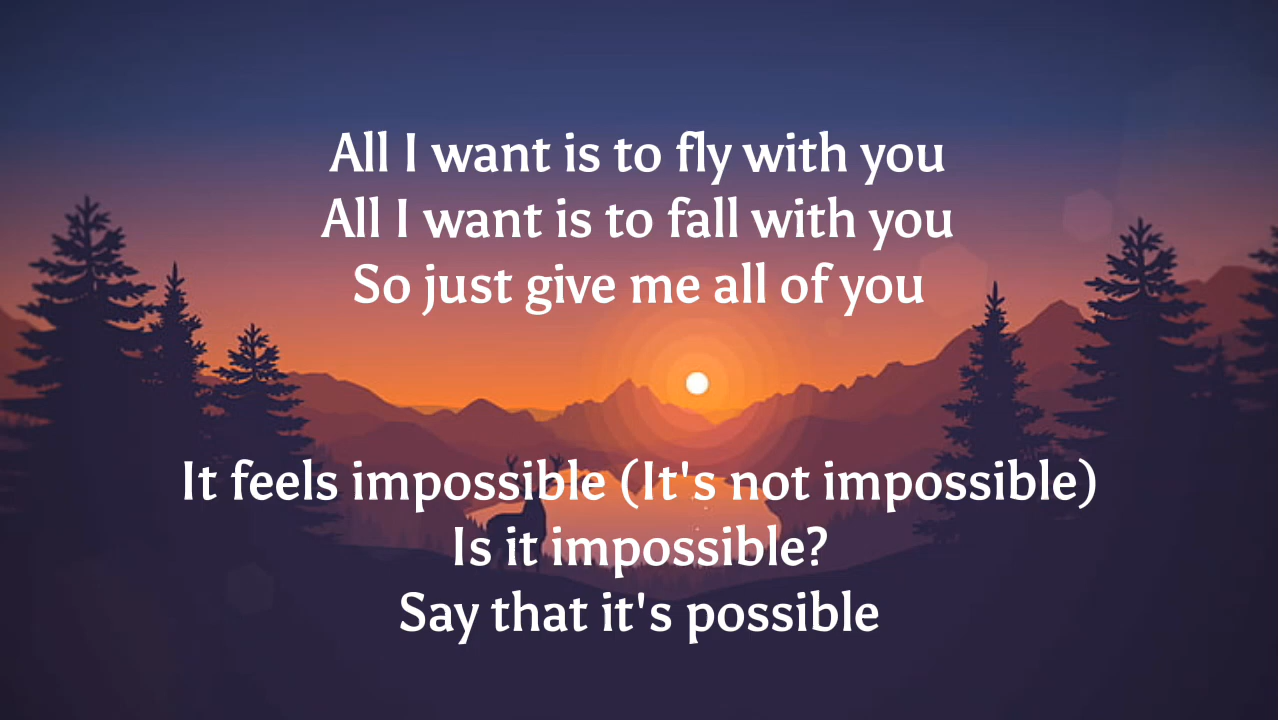 All I want is to fly with you
All I want is to fall with you
So just give me all of you
It feels impossible (It's not impossible)
Is it impossible?
Say that it's possible